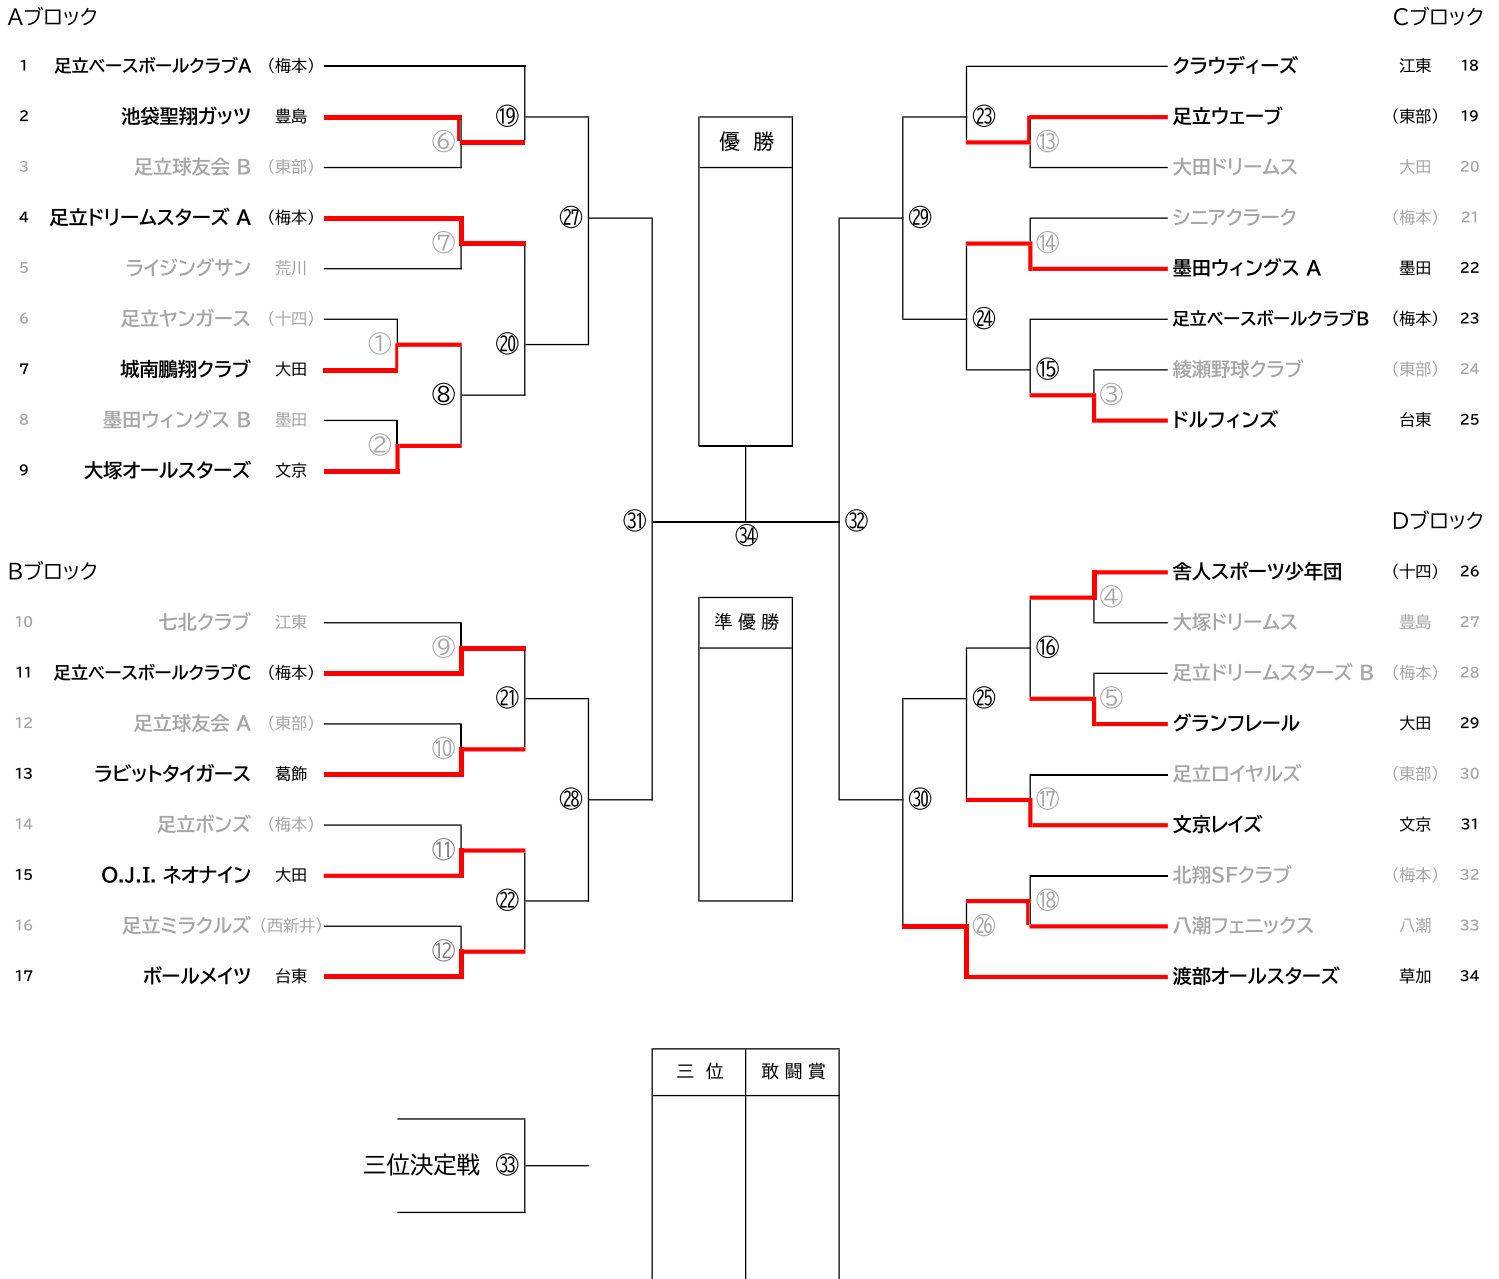 Aブロック
1 足立ベースボールクラブA （梅本）
2 池袋聖翔ガッツ 豊島
3 足立球友会 B （東部）
4 足立ドリームスターズ A （梅本）
5 ライジングサン 荒川
6 足立ヤンガース （十四）
7 城南鵬翔クラブ 大田
8 墨田ウィングス B 墨田
9 大塚オールスターズ 文京
⑥
⑦
①
②
⑧
⑲
⑳
㉗
Bブロック
10 七北クラブ 江東
11 足立ベースボールクラブC （梅本）
12 足立球友会 A （東部）
13 ラビットタイガース 葛飾
14 足立ボンズ （梅本）
15 O.J.I. ネオナイン 大田
16 足立ミラクルズ （西新井）
17 ボールメイツ 台東
⑨
⑩
⑪
⑫
㉑
㉒
㉘
㉛
優 勝
㉞
準 優 勝
Cブロック
クラウディーズ 江東 18
足立ウェーブ （東部） 19
大田ドリームス 大田 20
シニアクラーク （梅本） 21
墨田ウィングス A 墨田 22
足立ベースボールクラブB （梅本） 23
綾瀬野球クラブ （東部） 24
ドルフィンズ 台東 25
㉓
⑬
㉙
⑭
㉔
⑮
③
㉜
Dブロック
舎人スポーツ少年団 （十四） 26
大塚ドリームス 豊島 27
足立ドリームスターズ B （梅本） 28
グランフレール 大田 29
足立ロイヤルズ （東部） 30
文京レイズ 文京 31
北翔SFクラブ （梅本） 32
八潮フェニックス 八潮 33
渡部オールスターズ 草加 34
④
⑯
㉕
⑤
㉚
⑰
⑱
㉖
三 位 敢 闘 賞
三位決定戦 ㉝